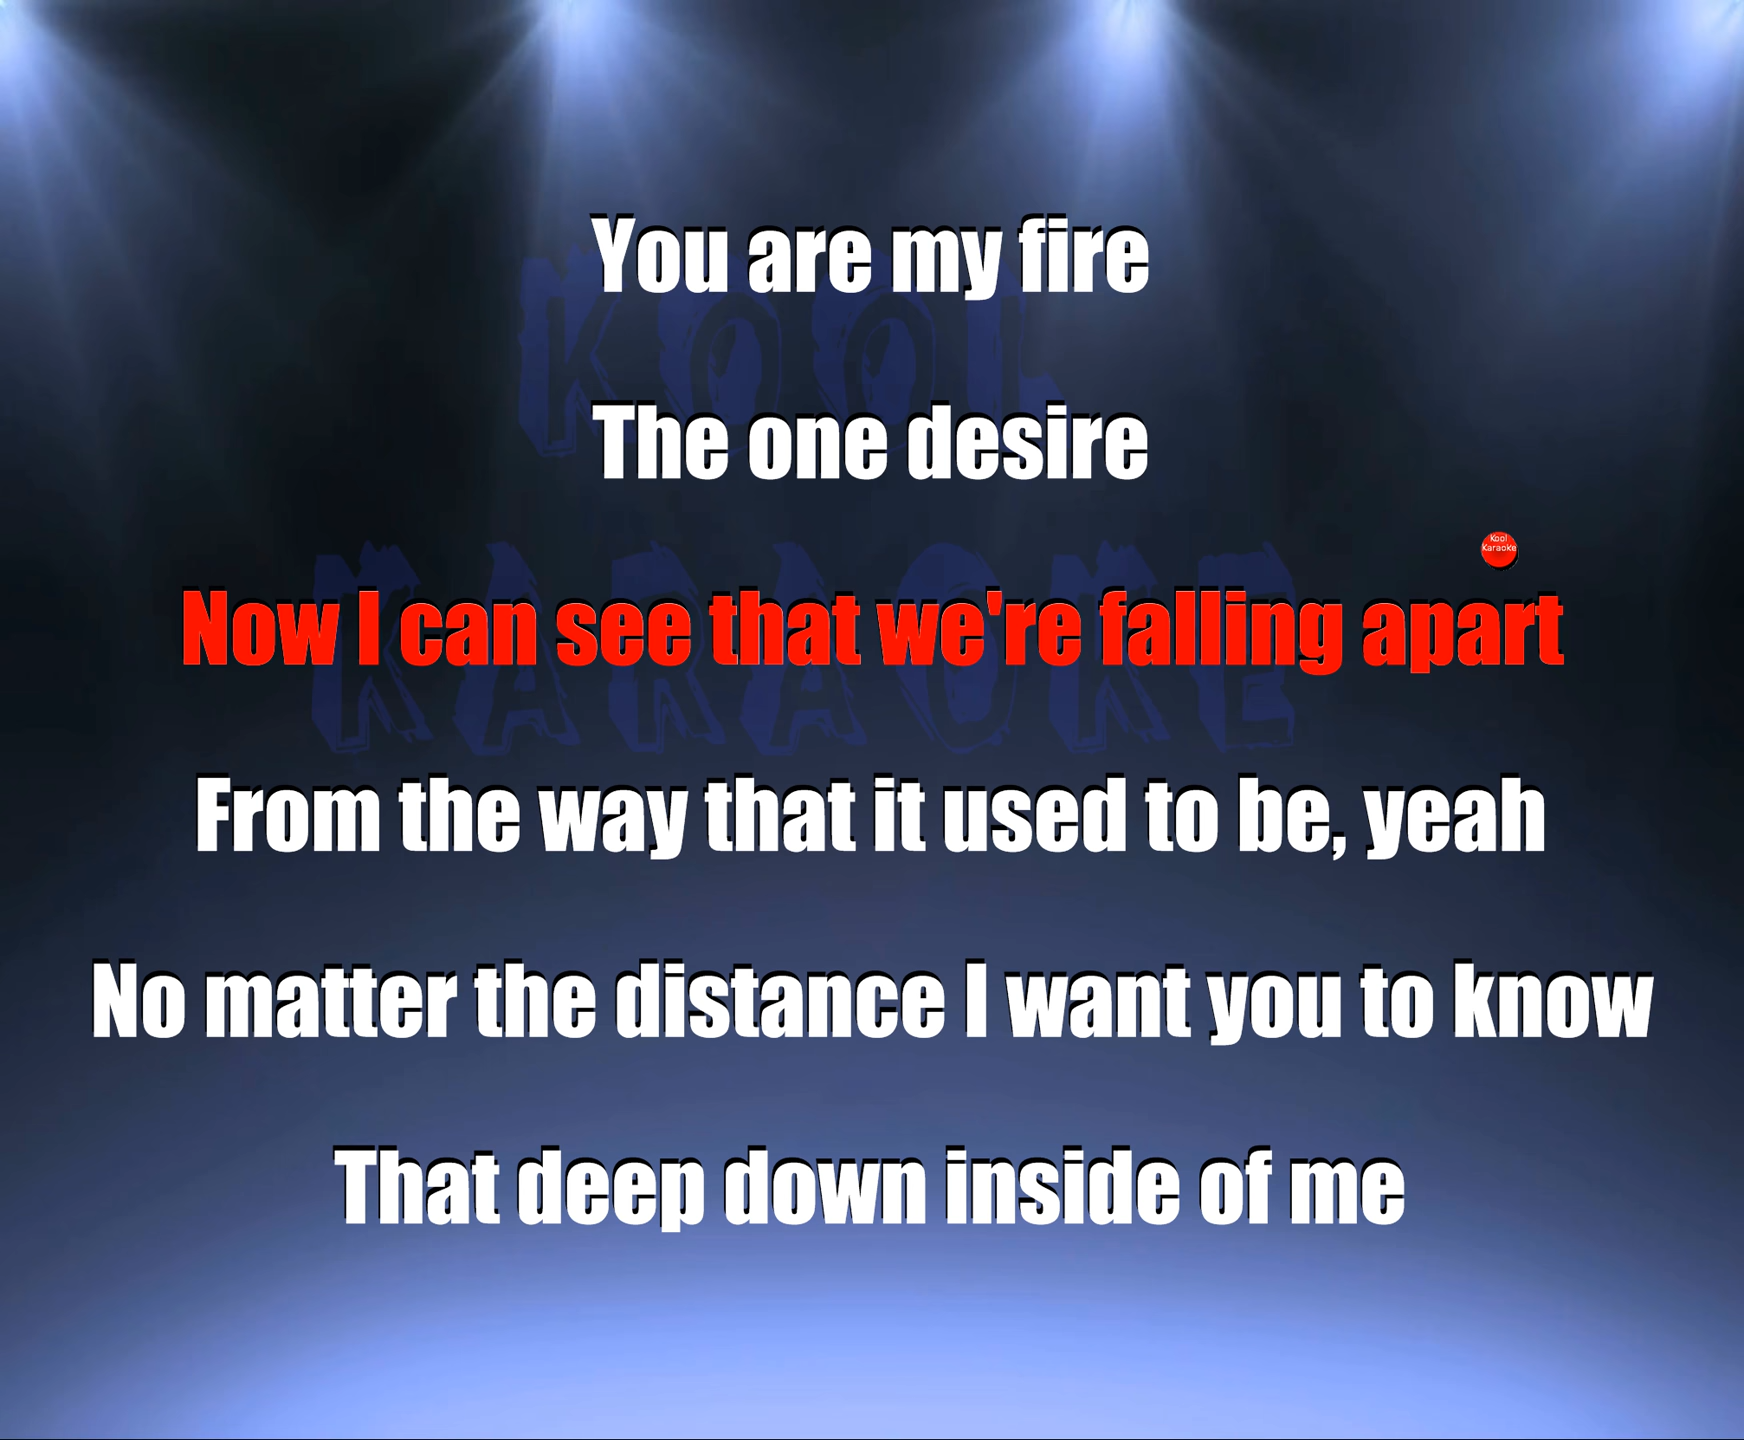 You are my fire
The one desire
Kool
Karaoke
Now I can see that we're falling apart
From the way that it used to be, yeah
No matter the distance I want you to know
That deep down inside of me
KOOL
KARAOKE